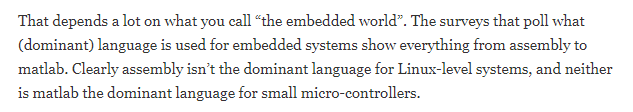 That depends a lot on what you call “the embedded world”. The surveys that poll what
(dominant) language is used for embedded systems show everything from assembly to
matlab. Clearly assembly isn’t the dominant language for Linux-level systems, and neither
is matlab the dominant language for small micro-controllers.